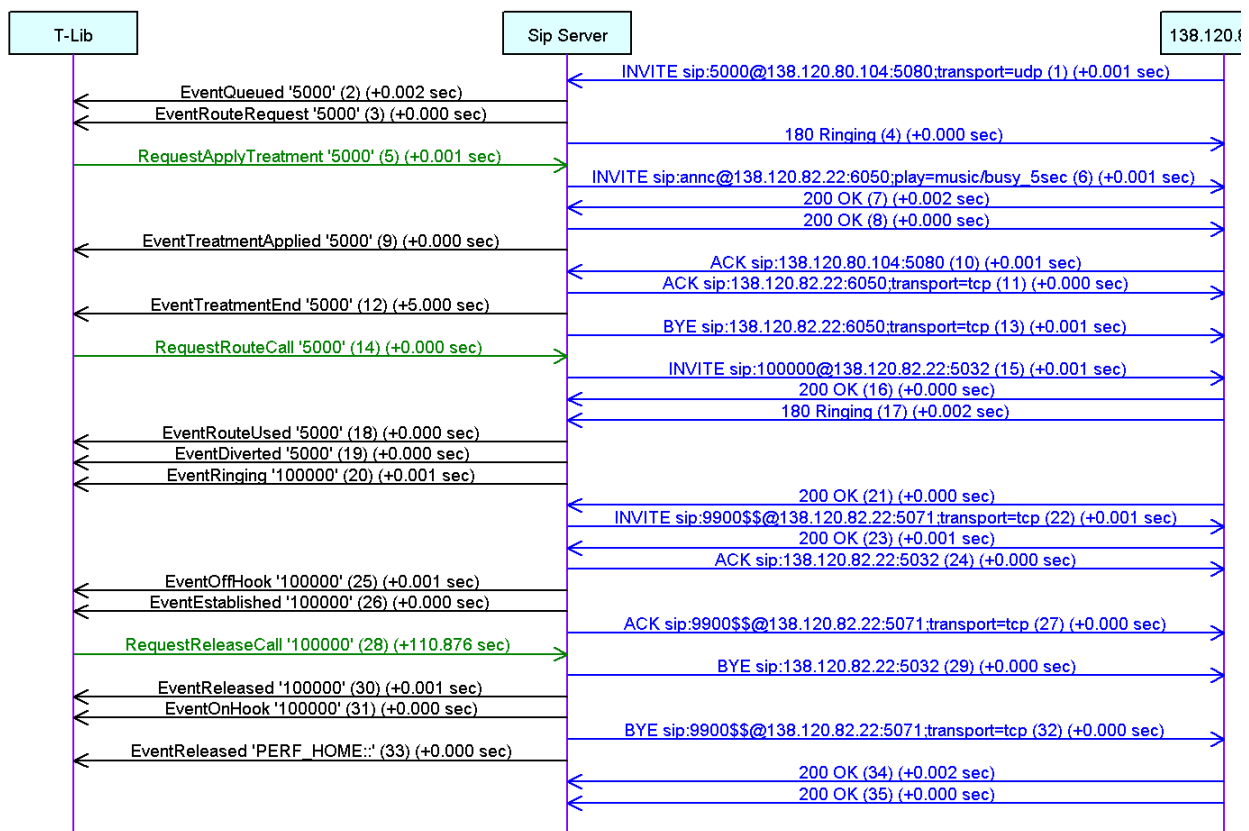 T-Lib
Sip Server
138.120.8
INVITE sip:5000@138.120.80.104:5080;transport=udp (1) (+0.001 sec)
EventQueued '5000' (2) (+0.002 sec)
EventRouteRequest '5000' (3) (+0.000 sec)
180 Ringing (4) (+0.000 sec)
RequestApplyTreatment '5000' (5) (+0.001 sec)
INVITE sip:annc@138.120.82.22:6050;play=music/busy_5sec (6) (+0.001 sec)
200 OK (7) (+0.002 sec)
200 OK (8) (+0.000 sec)
EventTreatmentApplied '5000' (9) (+0.000 sec)
ACK sip:138.120.80.104:5080 (10) (+0.001 sec)
ACK sip:138.120.82.22:6050;transport=tcp (11) (+0.000 sec)
EventTreatmentEnd '5000' (12) (+5.000 sec)
BYE sip:138.120.82.22:6050;transport=tcp (13) (+0.001 sec)
RequestRouteCall '5000' (14) (+0.000 sec)
INVITE sip:100000@138.120.82.22:5032 (15) (+0.001 sec)
200 OK (16) (+0.000 sec)
180 Ringing (17) (+0.002 sec)
EventRouteUsed '5000' (18) (+0.000 sec)
EventDiverted '5000' (19) (+0.000 sec)
EventRinging '100000' (20) (+0.001 sec)
200 OK (21) (+0.000 sec)
INVITE sip:9900$$@138.120.82.22:5071;transport=tcp (22) (+0.001 sec)
200 OK (23) (+0.001 sec)
ACK sip:138.120.82.22:5032 (24) (+0.000 sec)
EventOffHook '100000' (25) (+0.001 sec)
EventEstablished '100000' (26) (+0.000 sec)
ACK sip:9900$$@138.120.82.22:5071;transport=tcp (27) (+0.000 sec)
RequestReleaseCall '100000' (28) (+110.876 sec)
BYE sip:138.120.82.22:5032 (29) (+0.000 sec)
EventReleased '100000' (30) (+0.001 sec)
EventOnHook '100000' (31) (+0.000 sec)
BYE sip:9900$$@138.120.82.22:5071;transport=tcp (32) (+0.000 sec)
EventReleased 'PERF_HOME::' (33) (+0.000 sec)
200 OK (34) (+0.002 sec)
200 OK (35) (+0.000 sec)